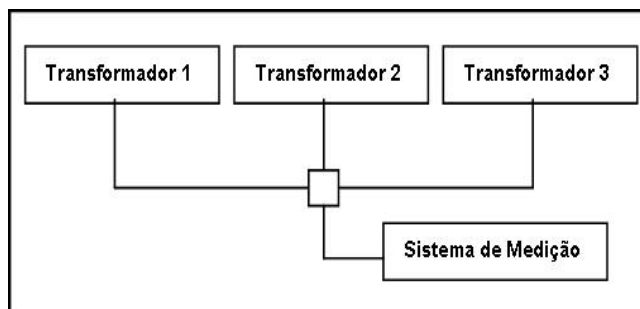 Transformador 1
Transformador 2
Transformador 3
Sistema de Medição